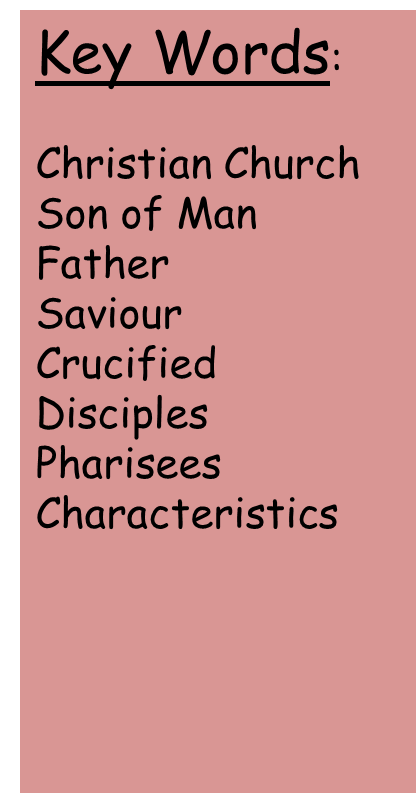 Key Words:
Christian Church
Son of Man
Father
Saviour
Crucified
Disciples
Pharisees
Characteristics